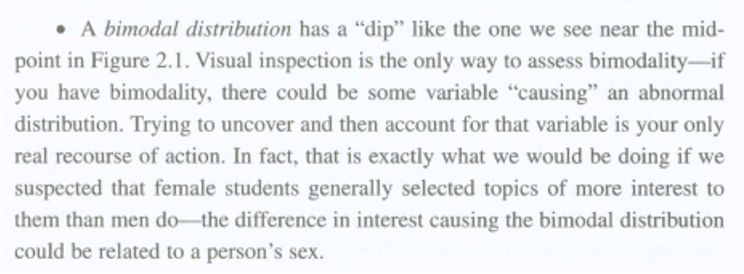 • A bimodal distribution has a “dip” like the one we see near the mid-
point in Figure 2.1. Visual inspection is the only way to assess bimodality—if
you have bimodality, there could be some variable “causing” an abnormal
distribution. Trying to uncover and then account for that variable is your only
real recourse of action. In fact, that is exactly what we would be doing if we
suspected that female students generally selected topics of more interest to
them than men do—the difference in interest causing the bimodal distribution
could be related to a person’s sex.